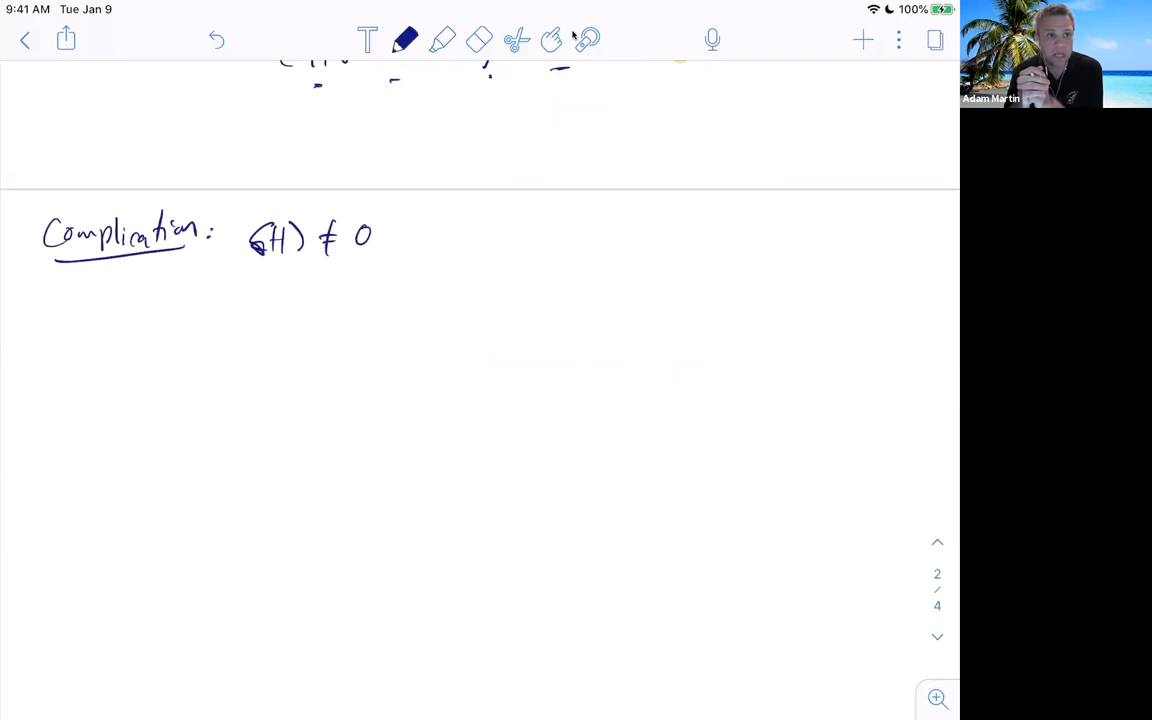 9:41 AM Tue Jan 9
100%
T
Adam Martin
Complication: (H) ≠ 0
2
/
4